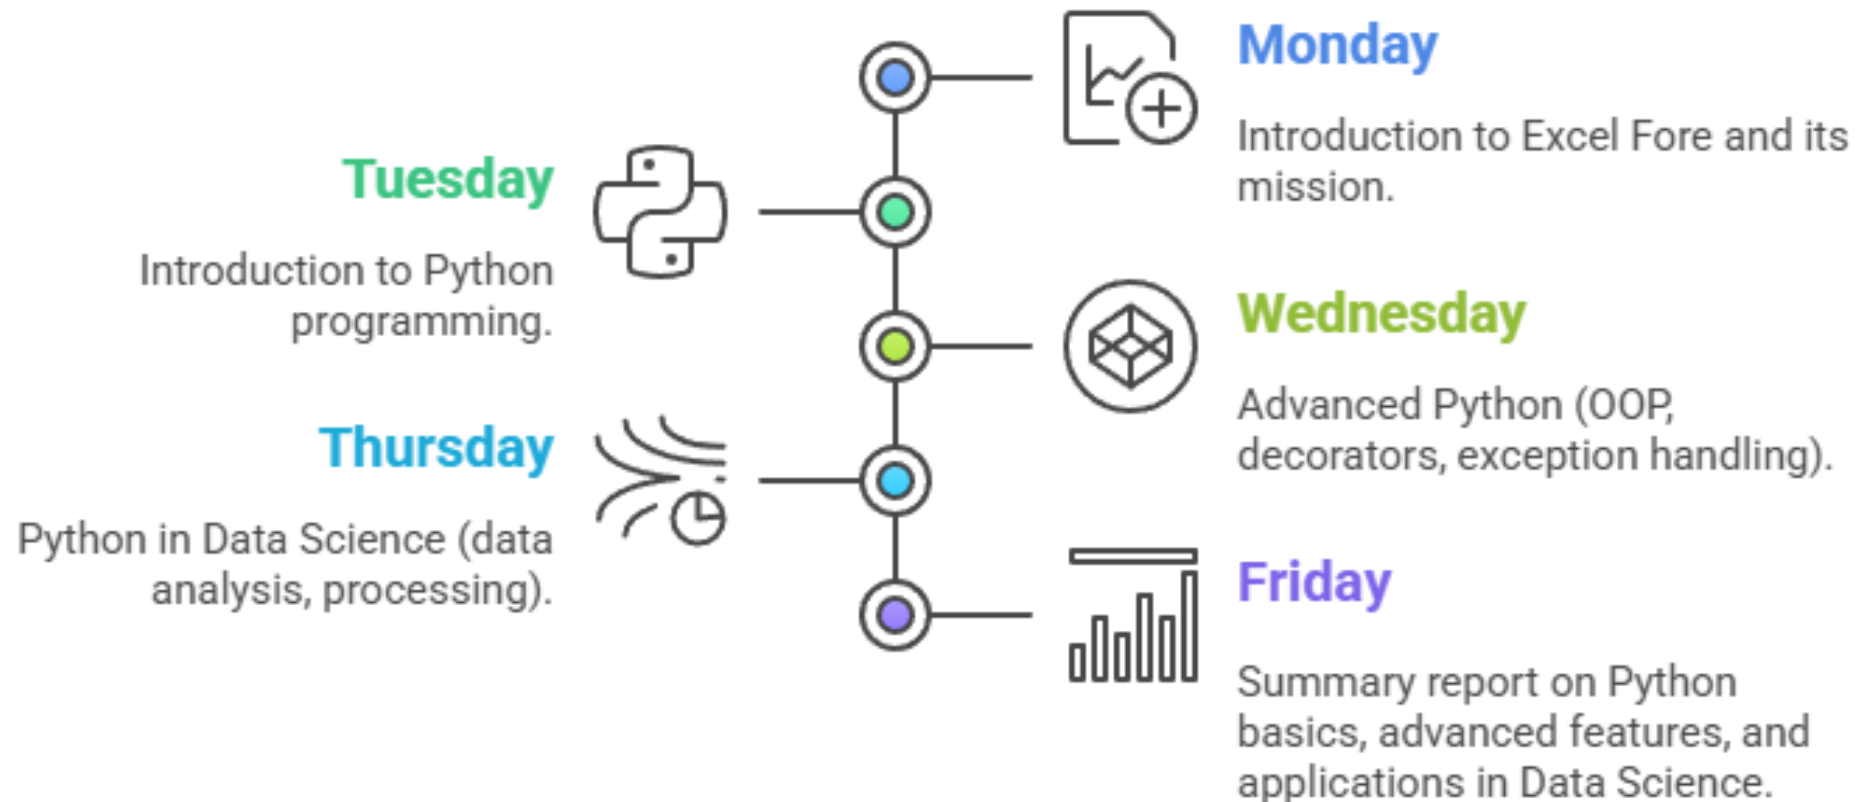 Monday
Introduction to Excel Fore and its
mission.
Tuesday
Introduction to Python
programming.
Wednesday
Advanced Python (OOP,
decorators, exception handling).
Thursday
Python in Data Science (data
analysis, processing).
Friday
Summary report on Python
basics, advanced features, and
applications in Data Science.